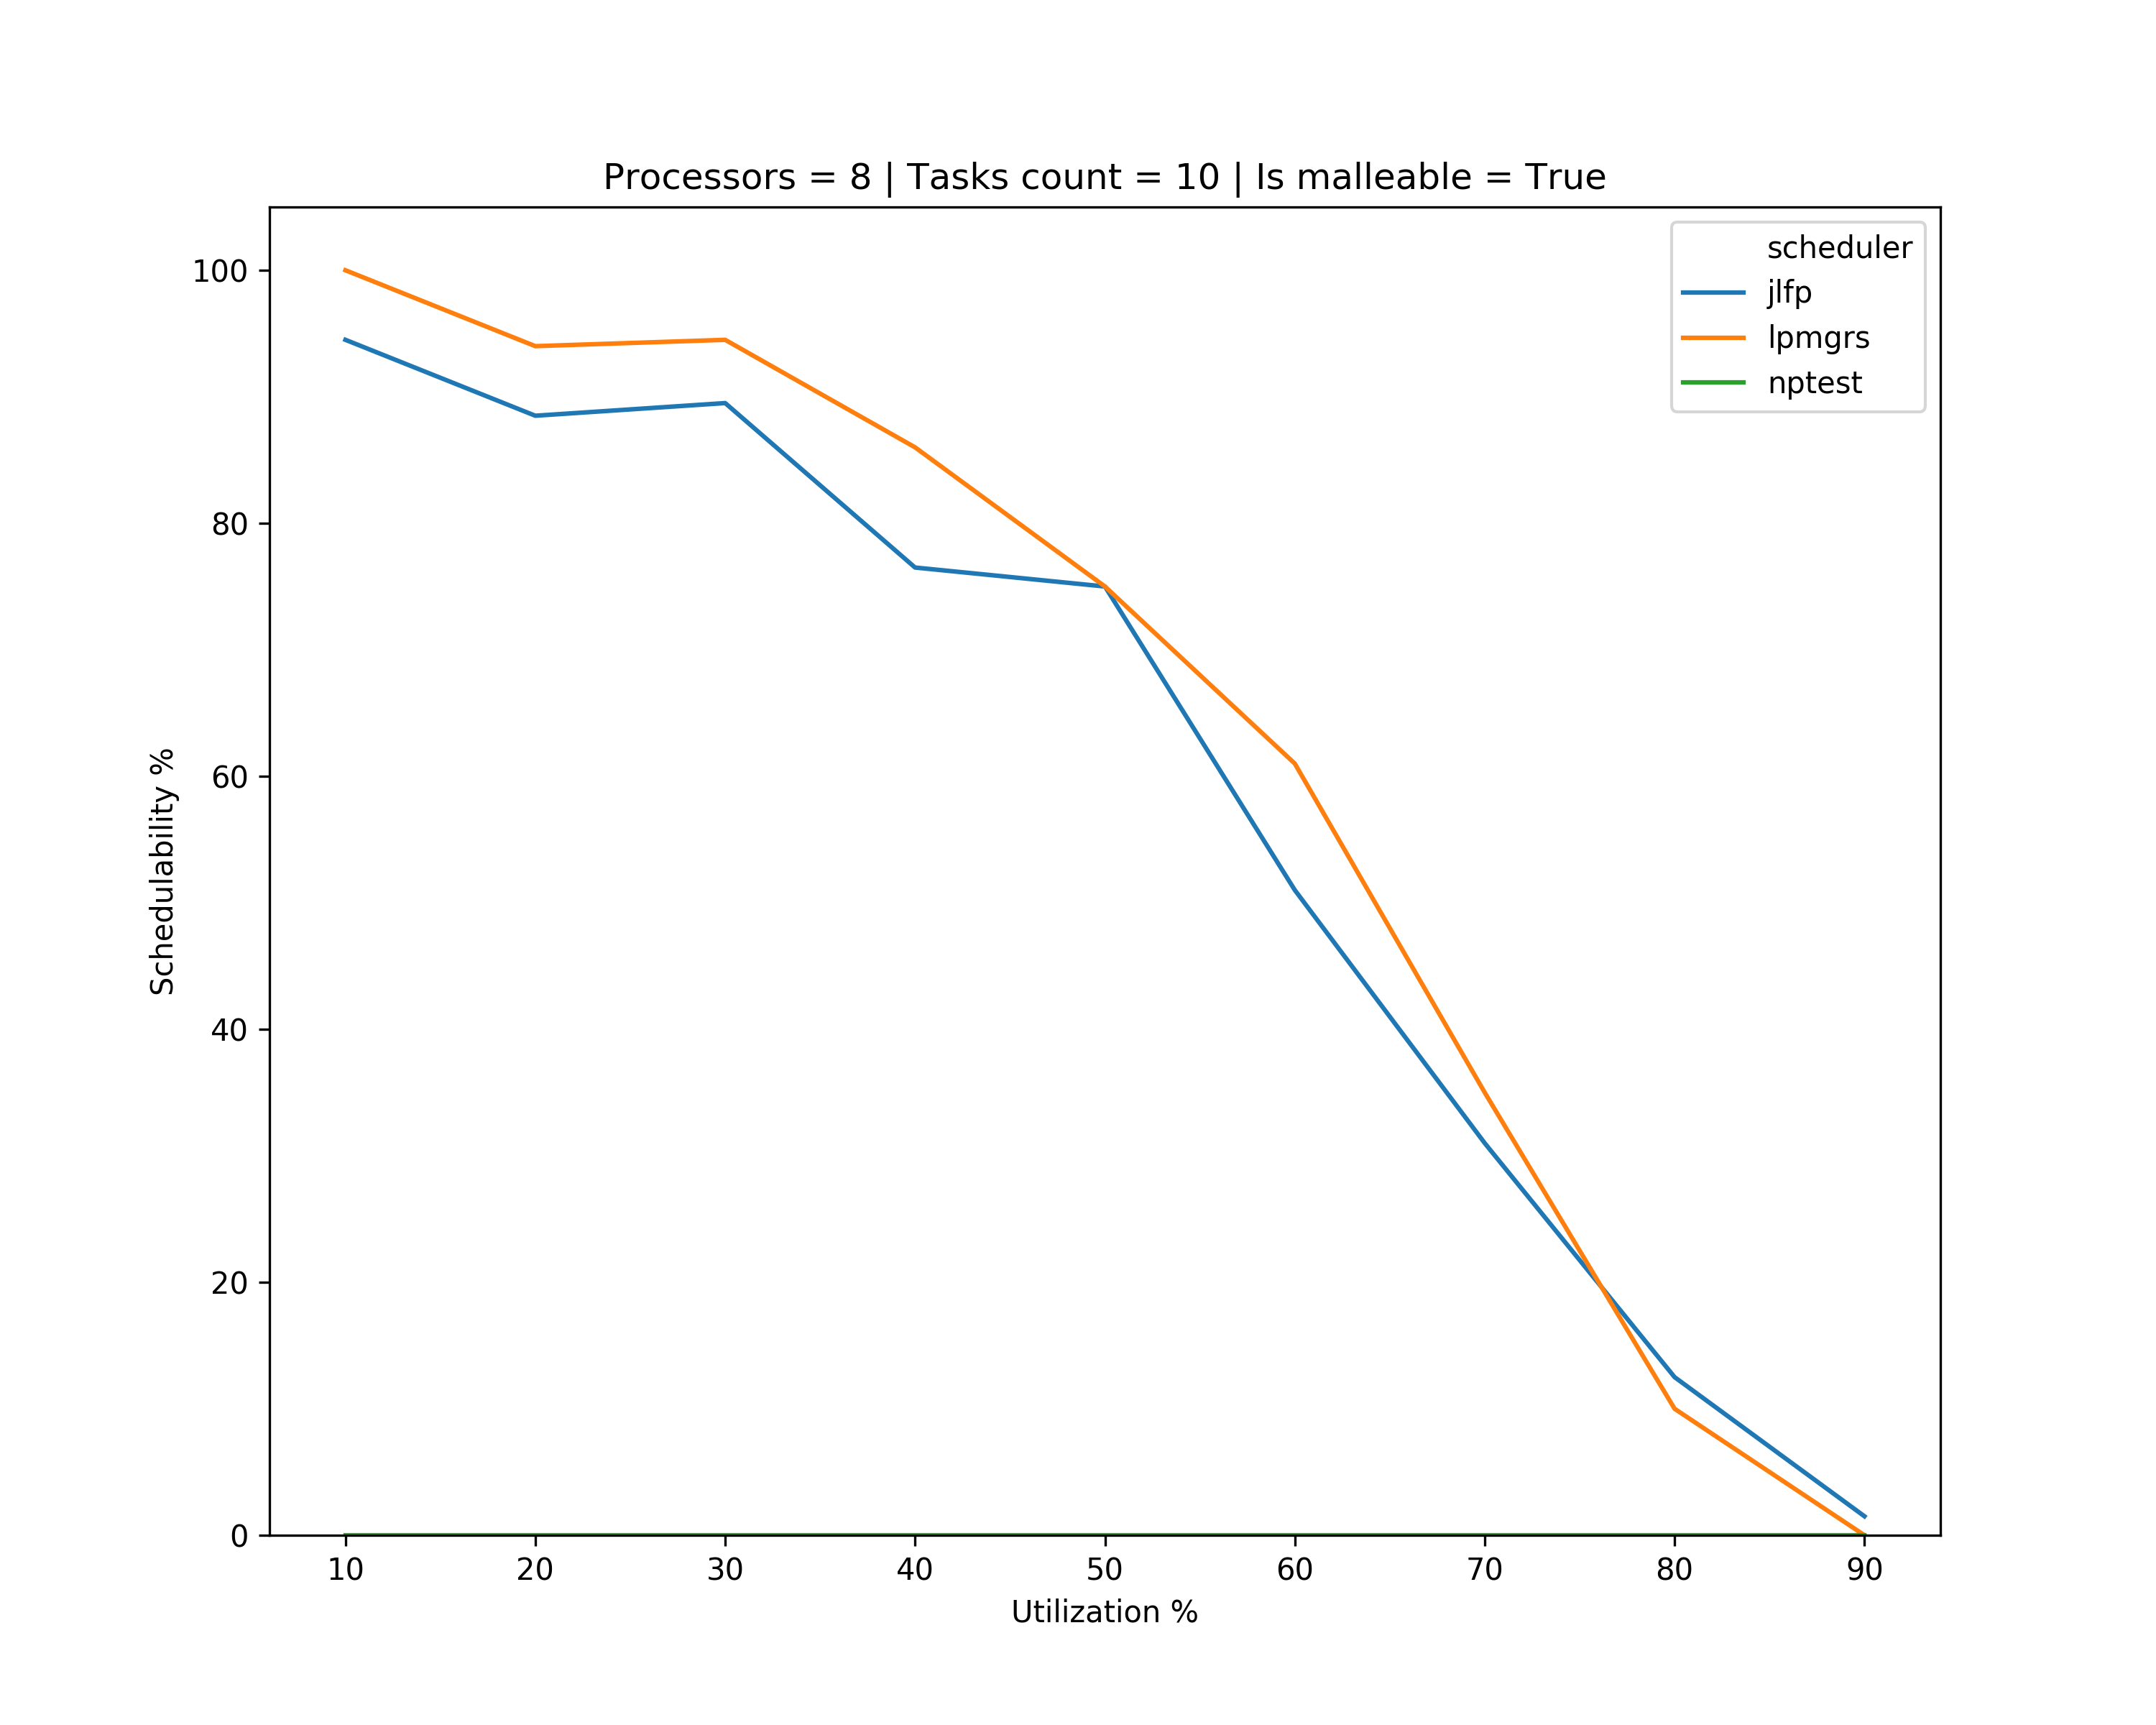 Processors = 8 | Tasks count = 10 | Is malleable = True
scheduler
jlfp
lpmgrs
nptest
Schedulability %
100
80
60
40
20
0
10 20 30 40 50 60 70 80 90
Utilization %